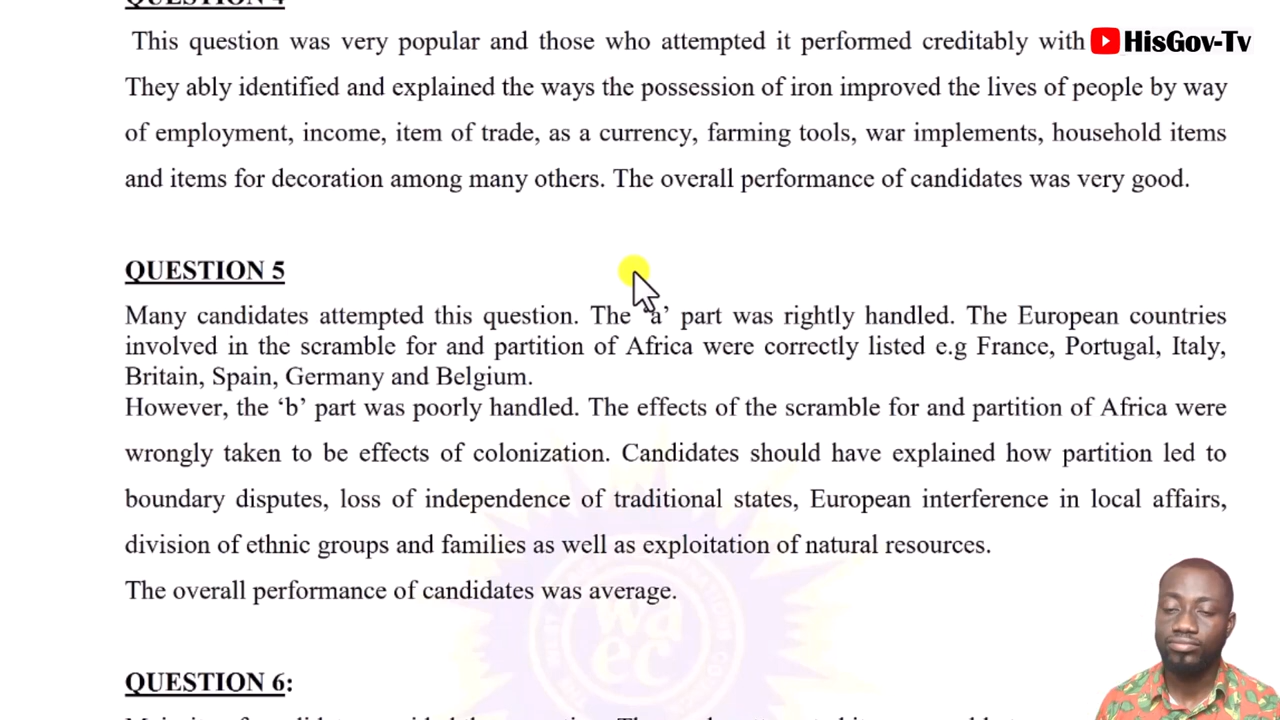 QUESTION 4
This question was very popular and those who attempted it performed creditably with
HisGov-Tv
They ably identified and explained the ways the possession of iron improved the lives of people by way
of employment, income, item of trade, as a currency, farming tools, war implements, household items
and items for decoration among many others. The overall performance of candidates was very good.
QUESTION 5
Many candidates attempted this question. The ‘a’ part was rightly handled. The European countries
involved in the scramble for and partition of Africa were correctly listed e.g France, Portugal, Italy,
Britain, Spain, Germany and Belgium.
However, the ‘b’ part was poorly handled. The effects of the scramble for and partition of Africa were
wrongly taken to be effects of colonization. Candidates should have explained how partition led to
boundary disputes, loss of independence of traditional states, European interference in local affairs,
division of ethnic groups and families as well as exploitation of natural resources.
The overall performance of candidates was average.
waec
QUESTION 6: